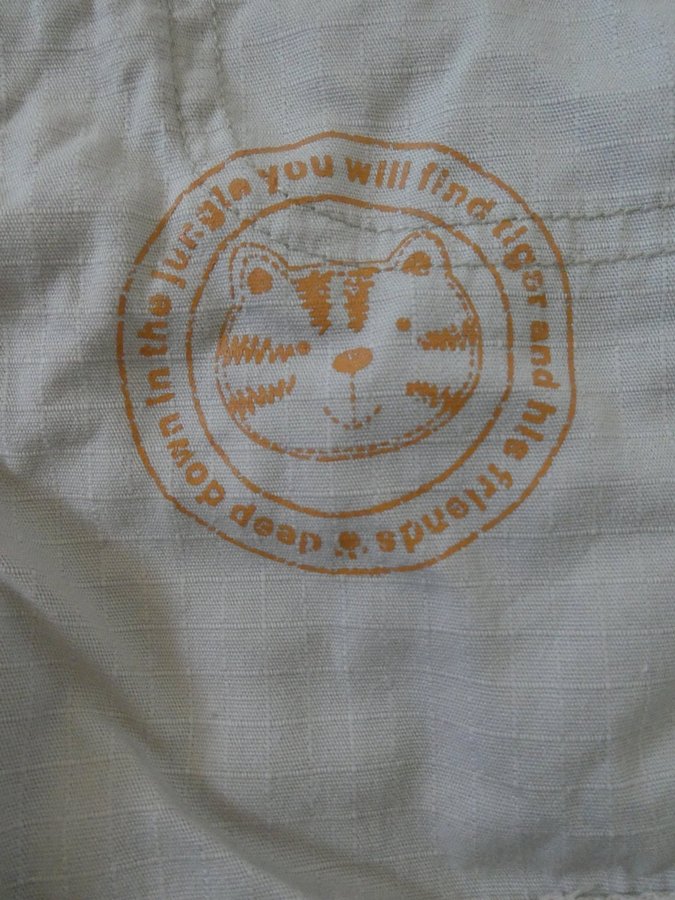 deep down in the jungle you will find tiger and his friends